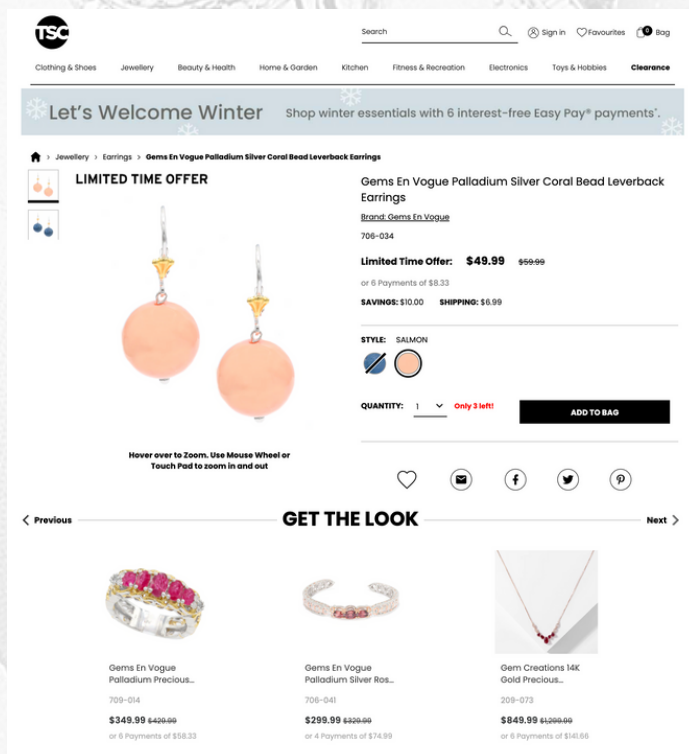 TSC
Search
Sign in
Favourites
0
Bag
Clothing & Shoes
Jewellery
Beauty & Health
Home & Garden
Kitchen
Fitness & Recreation
Electronics
Toys & Hobbies
Clearance
Let's Welcome Winter
Shop winter essentials with 6 interest-free Easy Pay® payments*.
> Jewellery > Earrings > Gems En Vogue Palladium Silver Coral Bead Leverback Earrings
LIMITED TIME OFFER
Hover over to Zoom. Use Mouse Wheel or
Touch Pad to zoom in and out
Gems En Vogue Palladium Silver Coral Bead Leverback
Earrings
Brand: Gems En Vogue
706-034
Limited Time Offer: $49.99 $59.99
or 6 Payments of $8.33
SAVINGS: $10.00 SHIPPING: $6.99
STYLE: SALMON
QUANTITY: 1 Only 3 left!
ADD TO BAG
Previous
GET THE LOOK
Next
Gems En Vogue
Palladium Precious...
709-014
$349.99 $429.99
or 6 Payments of $58.33
Gems En Vogue
Palladium Silver Ros...
706-041
$299.99 $329.99
or 4 Payments of $74.99
Gem Creations 14K
Gold Precious...
209-073
$849.99 $1,299.99
or 6 Payments of $141.66